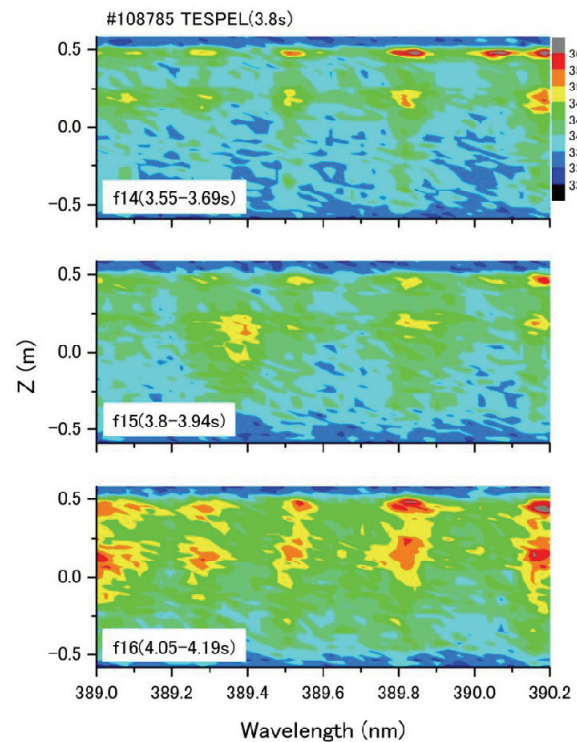 #108785 TESPEL(3.8s)
0.5
0.0
-0.5
f14(3.55-3.69s)
0.5
0.0
-0.5
f15(3.8-3.94s)
Z (m)
0.5
0.0
-0.5
f16(4.05-4.19s)
389.0 389.2 389.4 389.6 389.8 390.0 390.2
Wavelength (nm)